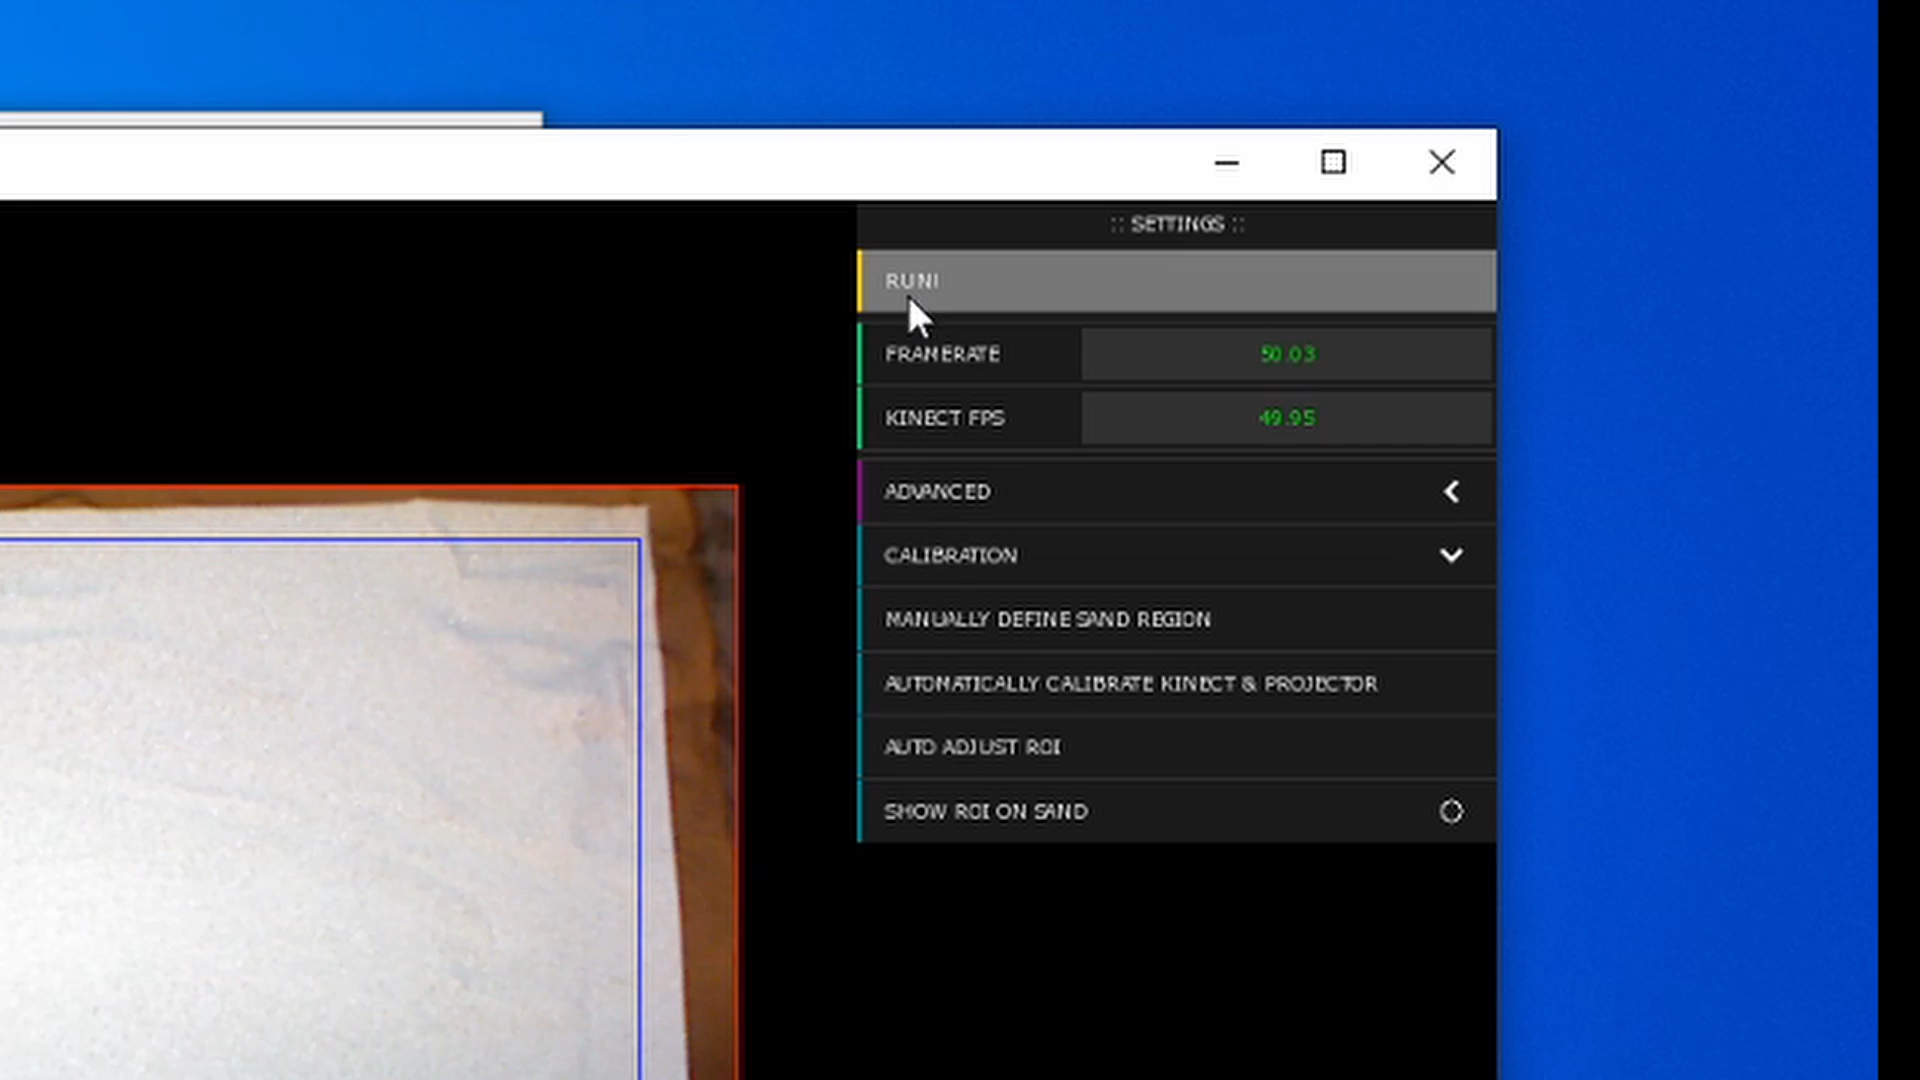 :: SETTINGS ::
RUN!
FRAMERATE 50.03
KINECT FPS 49.95
ADVANCED
CALIBRATION
MANUALLY DEFINE SAND REGION
AUTOMATICALLY CALIBRATE KINECT & PROJECTOR
AUTO ADJUST ROI
SHOW ROI ON SAND